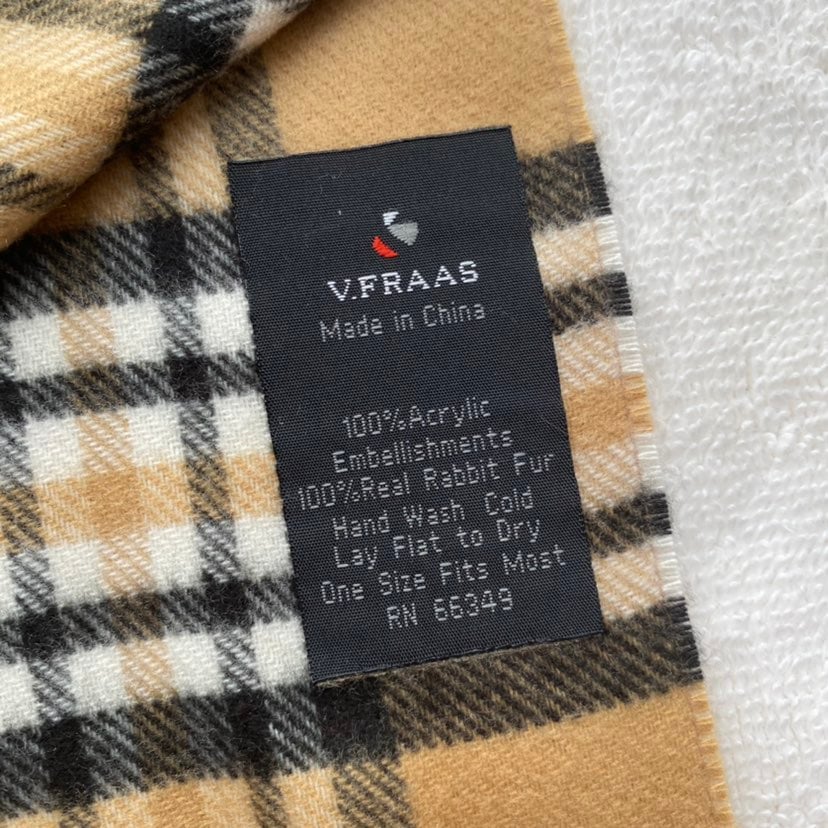 V.FRAAS
Made in China
100%Acrylic
Embellishments
100%Real Rabbit Fur
Hand Wash Cold
Lay Flat to Dry
One Size Fits Most
RN 66349